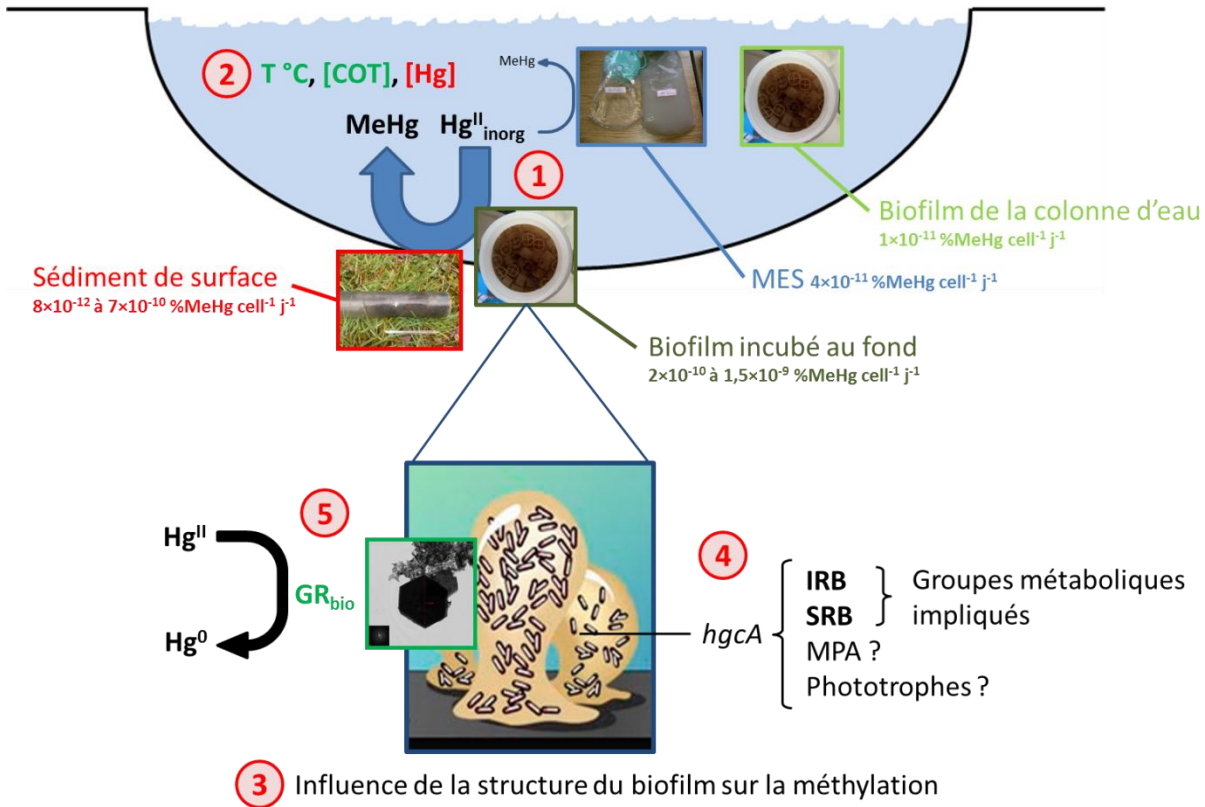 2 T °C, [COT], [Hg]
MeHg
MeHg Hg^II_inorg
1
Biofilm de la colonne d'eau
1×10^-11 %MeHg cell^-1 j^-1
Sédiment de surface
8×10^-12 à 7×10^-10 %MeHg cell^-1 j^-1
MES 4×10^-11 %MeHg cell^-1 j^-1
Biofilm incubé au fond
2×10^-10 à 1,5×10^-9 %MeHg cell^-1 j^-1
5
Hg^II
GR_bio
Hg^0
4
hgcA
IRB
SRB
Groupes métaboliques
impliqués
MPA ?
Phototrophes ?
3 Influence de la structure du biofilm sur la méthylation